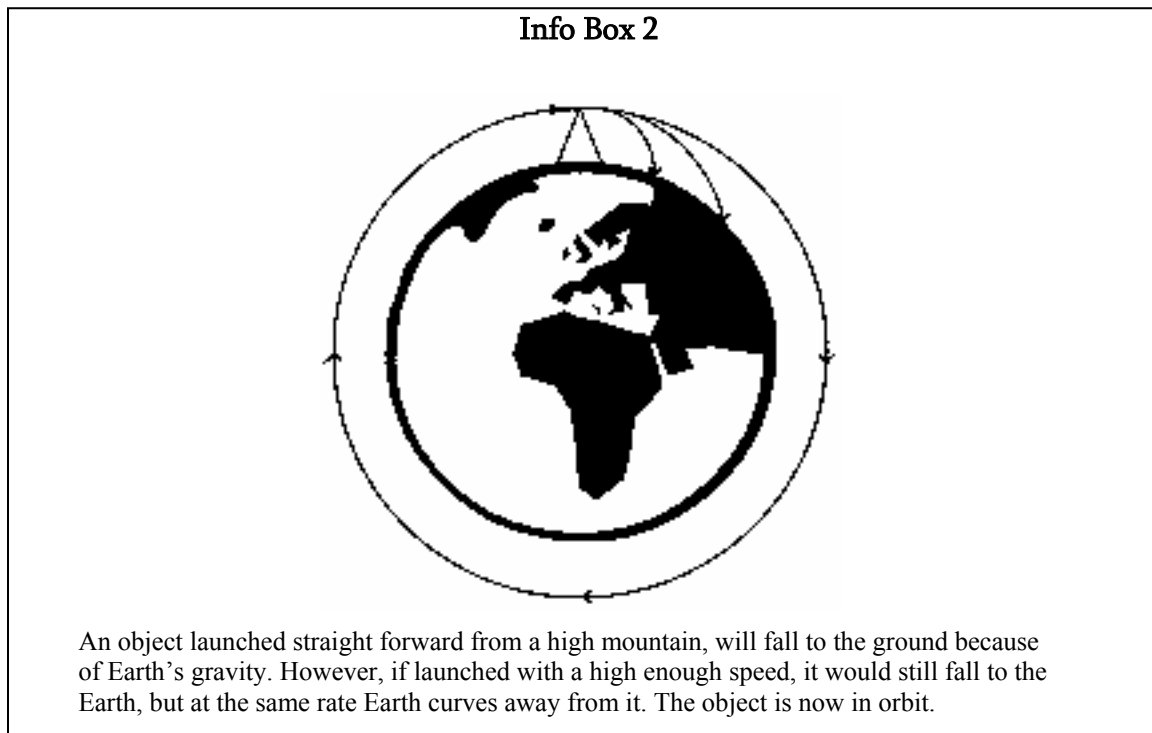 Info Box 2
An object launched straight forward from a high mountain, will fall to the ground because
of Earth’s gravity. However, if launched with a high enough speed, it would still fall to the
Earth, but at the same rate Earth curves away from it. The object is now in orbit.